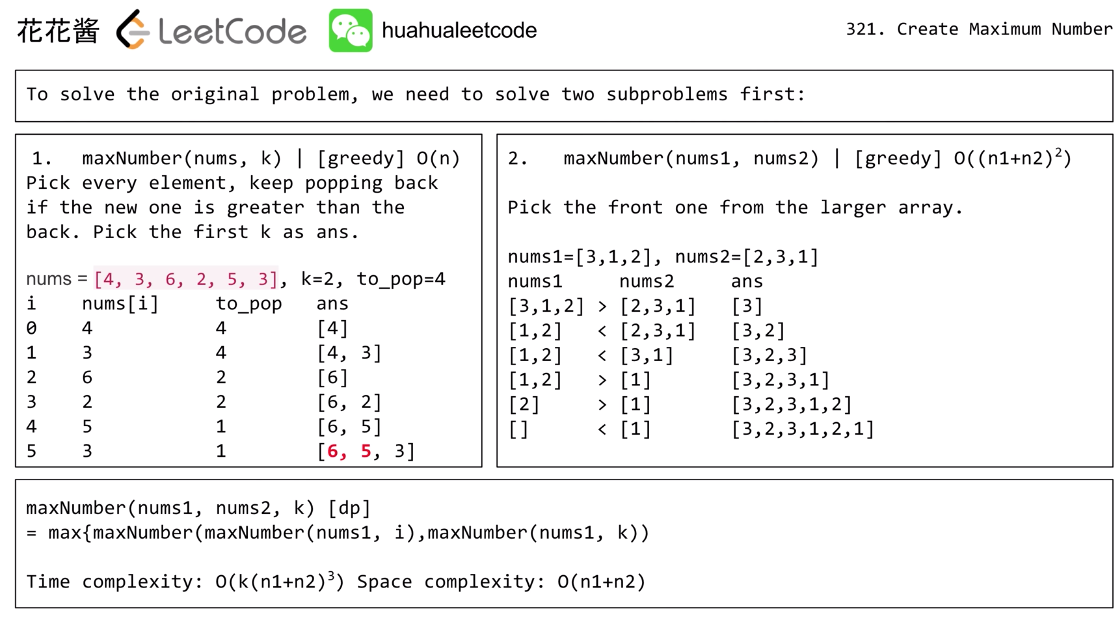 花花酱 LeetCode huahualeetcode 321. Create Maximum Number
To solve the original problem, we need to solve two subproblems first:
1. maxNumber(nums, k) | [greedy] O(n)
Pick every element, keep popping back
if the new one is greater than the
back. Pick the first k as ans.
nums = [4, 3, 6, 2, 5, 3], k=2, to_pop=4
i nums[i] to_pop ans
0 4 4 [4]
1 3 4 [4, 3]
2 6 2 [6]
3 2 2 [6, 2]
4 5 1 [6, 5]
5 3 1 [6, 5, 3]
2. maxNumber(nums1, nums2) | [greedy] O((n1+n2)²)
Pick the front one from the larger array.
nums1=[3,1,2], nums2=[2,3,1]
nums1 nums2 ans
[3,1,2] > [2,3,1] [3]
[1,2] < [2,3,1] [3,2]
[1,2] < [3,1] [3,2,3]
[1,2] > [1] [3,2,3,1]
[2] > [1] [3,2,3,1,2]
[] < [1] [3,2,3,1,2,1]
maxNumber(nums1, nums2, k) [dp]
= max{maxNumber(maxNumber(nums1, i),maxNumber(nums1, k))
Time complexity: O(k(n1+n2)³) Space complexity: O(n1+n2)